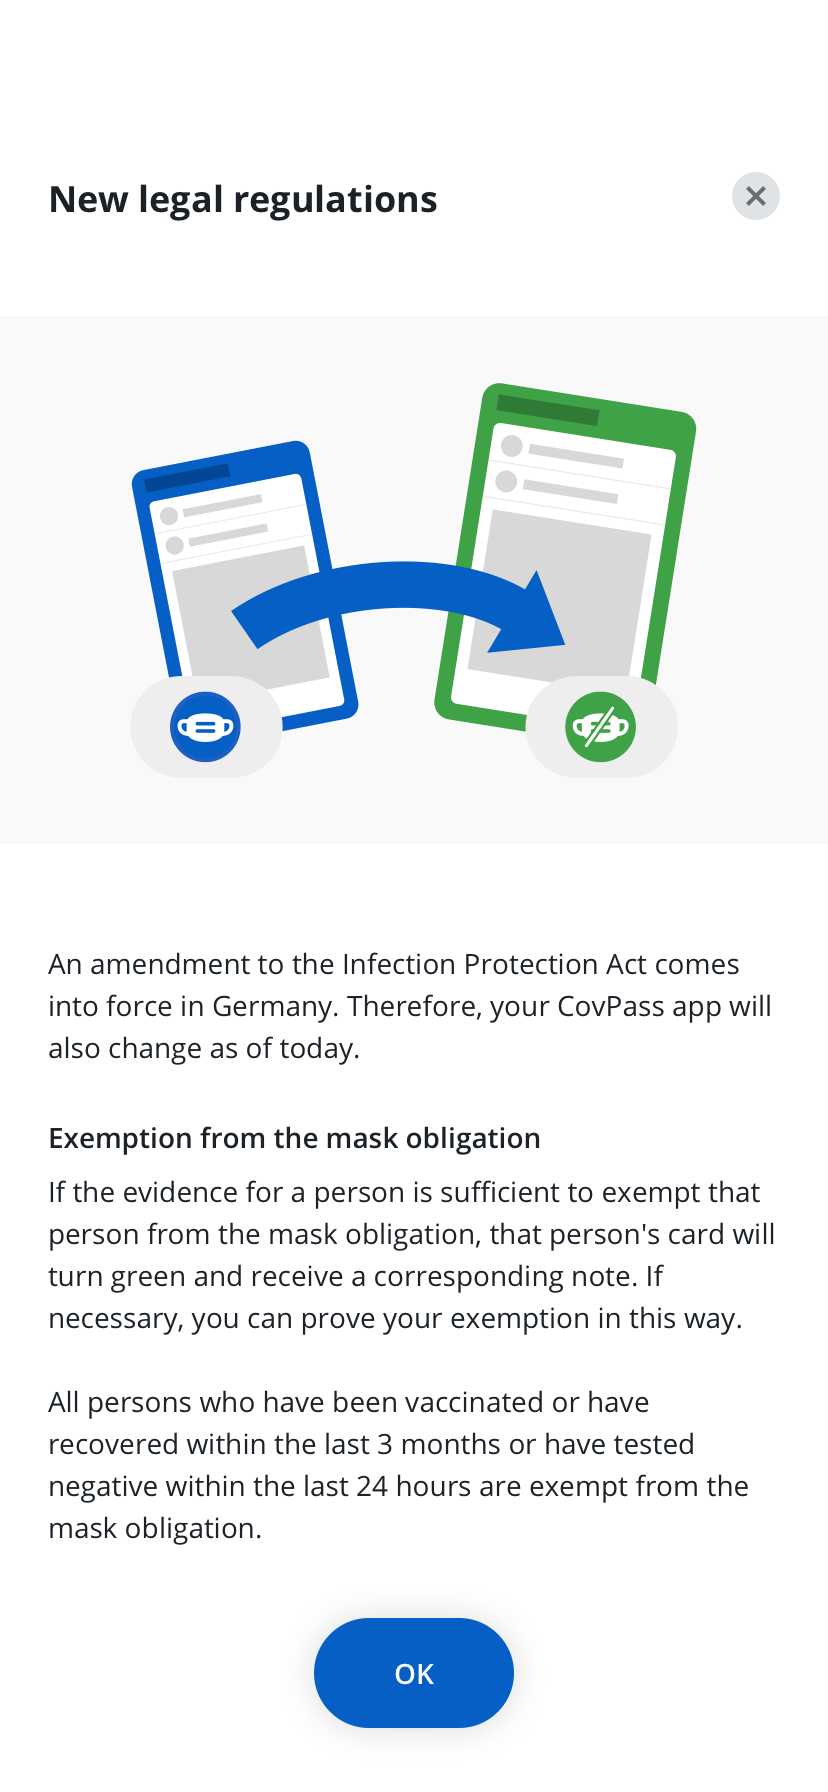 New legal regulations
An amendment to the Infection Protection Act comes
into force in Germany. Therefore, your CovPass app will
also change as of today.
Exemption from the mask obligation
If the evidence for a person is sufficient to exempt that
person from the mask obligation, that person's card will
turn green and receive a corresponding note. If
necessary, you can prove your exemption in this way.
All persons who have been vaccinated or have
recovered within the last 3 months or have tested
negative within the last 24 hours are exempt from the
mask obligation.
OK